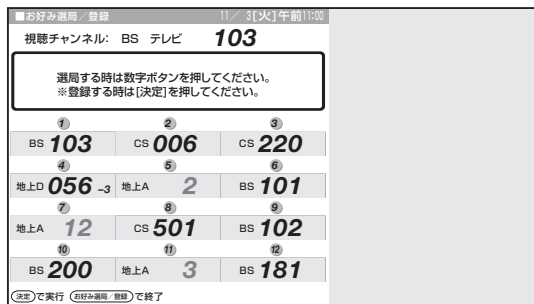 ■お好み選局／登録 11／ 3[火]午前11:00
視聴チャンネル: BS テレビ 103
選局する時は数字ボタンを押してください。
※登録する時は[決定]を押してください。
① ② ③
BS 103 CS 006 CS 220
④ ⑤ ⑥
地上D 056 -3 地上A 2 BS 101
⑦ ⑧ ⑨
地上A 12 CS 501 BS 102
⑩ ⑪ ⑫
BS 200 地上A 3 BS 181
決定で実行 お好み選局／登録で終了